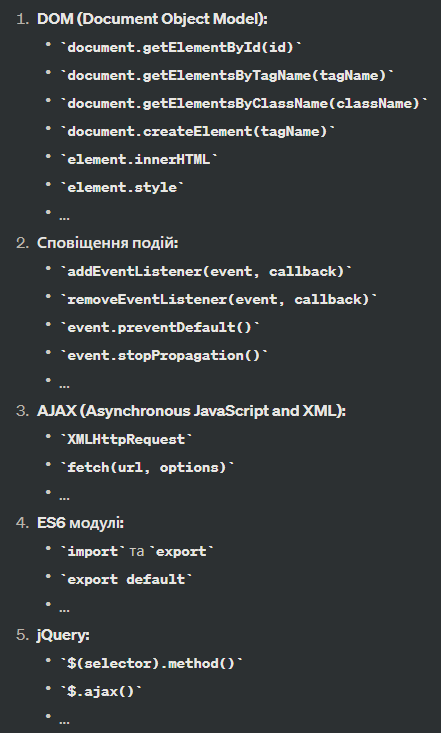 1. DOM (Document Object Model):
• `document.getElementById(id)`
• `document.getElementsByTagName(tagName)`
• `document.getElementsByClassName(className)`
• `document.createElement(tagName)`
• `element.innerHTML`
• `element.style`
• ...
2. Сповіщення подій:
• `addEventListener(event, callback)`
• `removeEventListener(event, callback)`
• `event.preventDefault()`
• `event.stopPropagation()`
• ...
3. AJAX (Asynchronous JavaScript and XML):
• `XMLHttpRequest`
• `fetch(url, options)`
• ...
4. ES6 модулі:
• `import` та `export`
• `export default`
• ...
5. jQuery:
• `$(selector).method()`
• `$.ajax()`
• ...